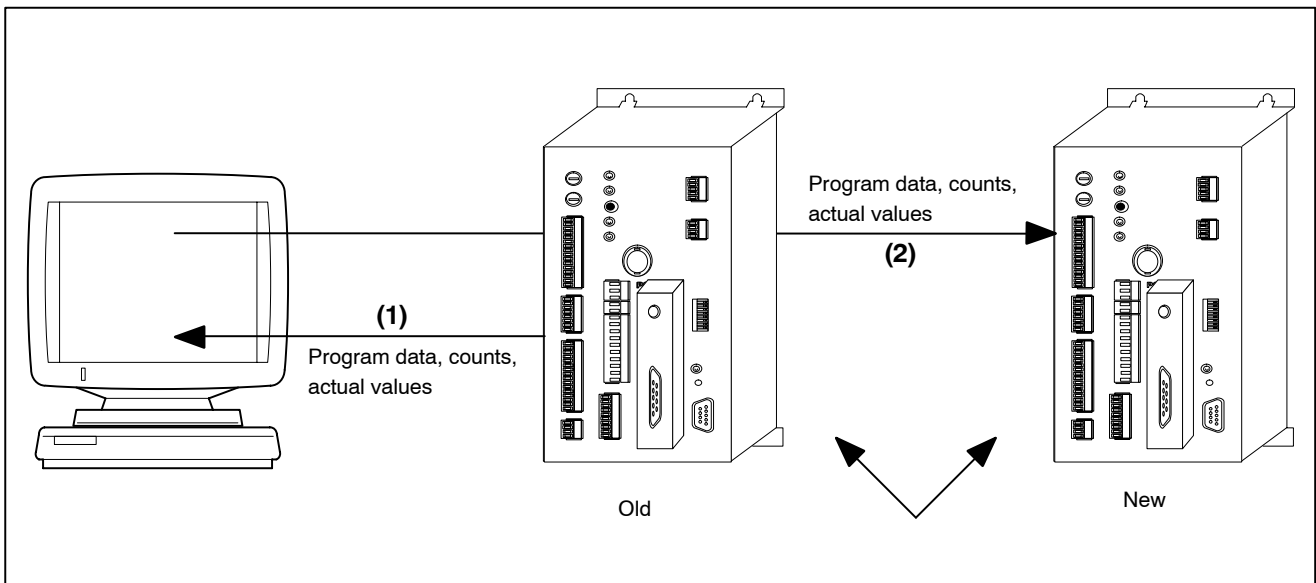 Program data, counts,
actual values
(2)
(1)
Program data, counts,
actual values
Old
New